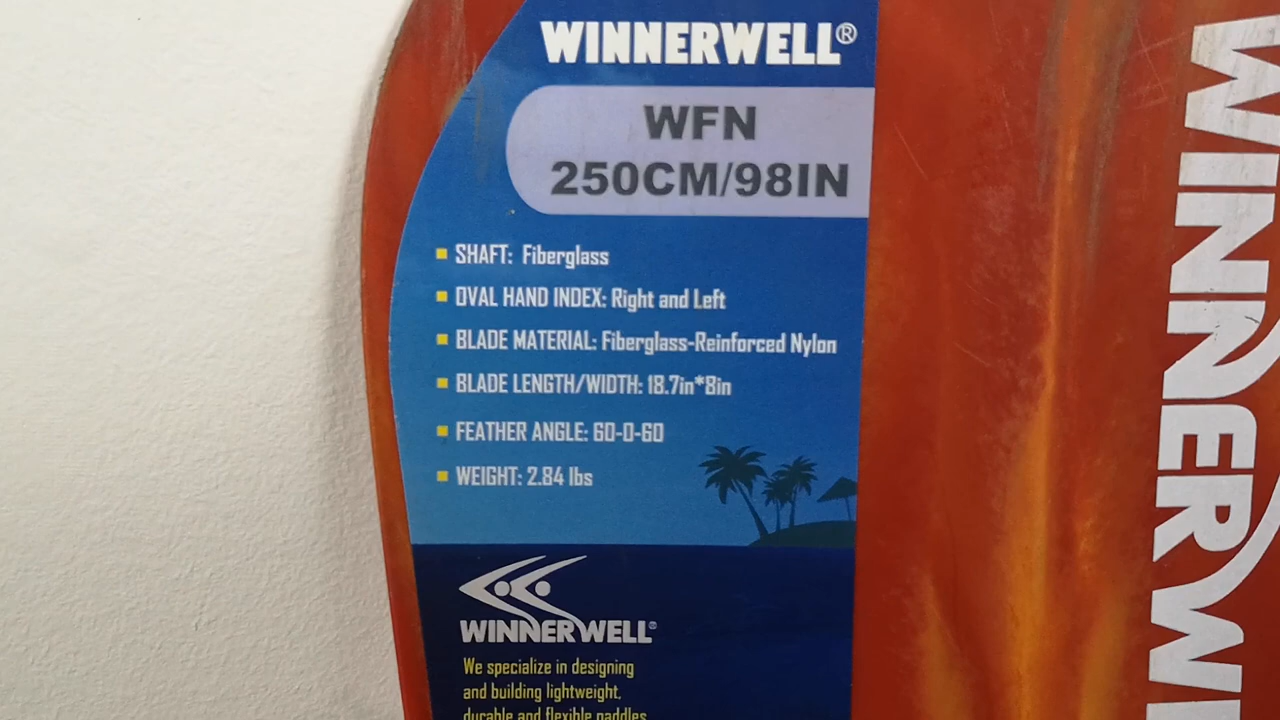 WINNERWELL®
WFN
250CM/98IN
SHAFT: Fiberglass
OVAL HAND INDEX: Right and Left
BLADE MATERIAL: Fiberglass-Reinforced Nylon
BLADE LENGTH/WIDTH: 18.7in*8in
FEATHER ANGLE: 60-0-60
WEIGHT: 2.84 lbs
WINNERWELL®
We specialize in designing
and building lightweight,
durable and flexible paddles
WINNERWE